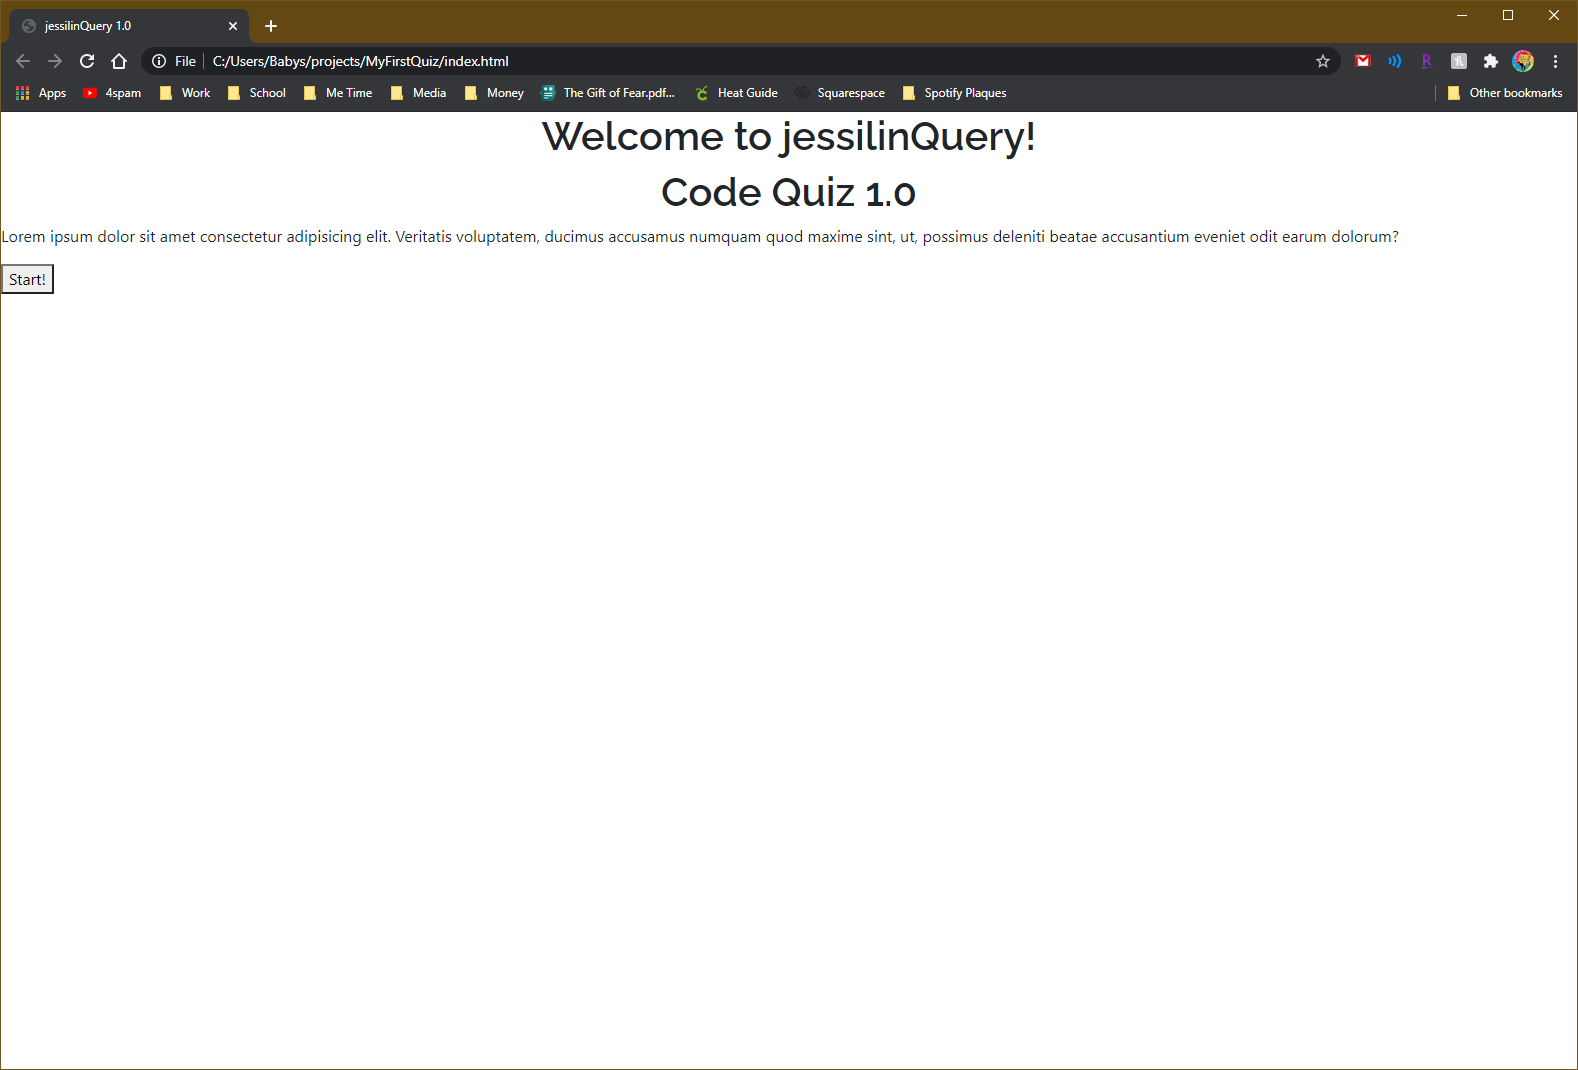 jessilinQuery 1.0
File
C:/Users/Babys/projects/MyFirstQuiz/index.html
R
Apps
4spam
Work
School
Me Time
Media
Money
The Gift of Fear.pdf...
Heat Guide
Squarespace
Spotify Plaques
Other bookmarks
Welcome to jessilinQuery!
Code Quiz 1.0
Lorem ipsum dolor sit amet consectetur adipisicing elit. Veritatis voluptatem, ducimus accusamus numquam quod maxime sint, ut, possimus deleniti beatae accusantium eveniet odit earum dolorum?
Start!